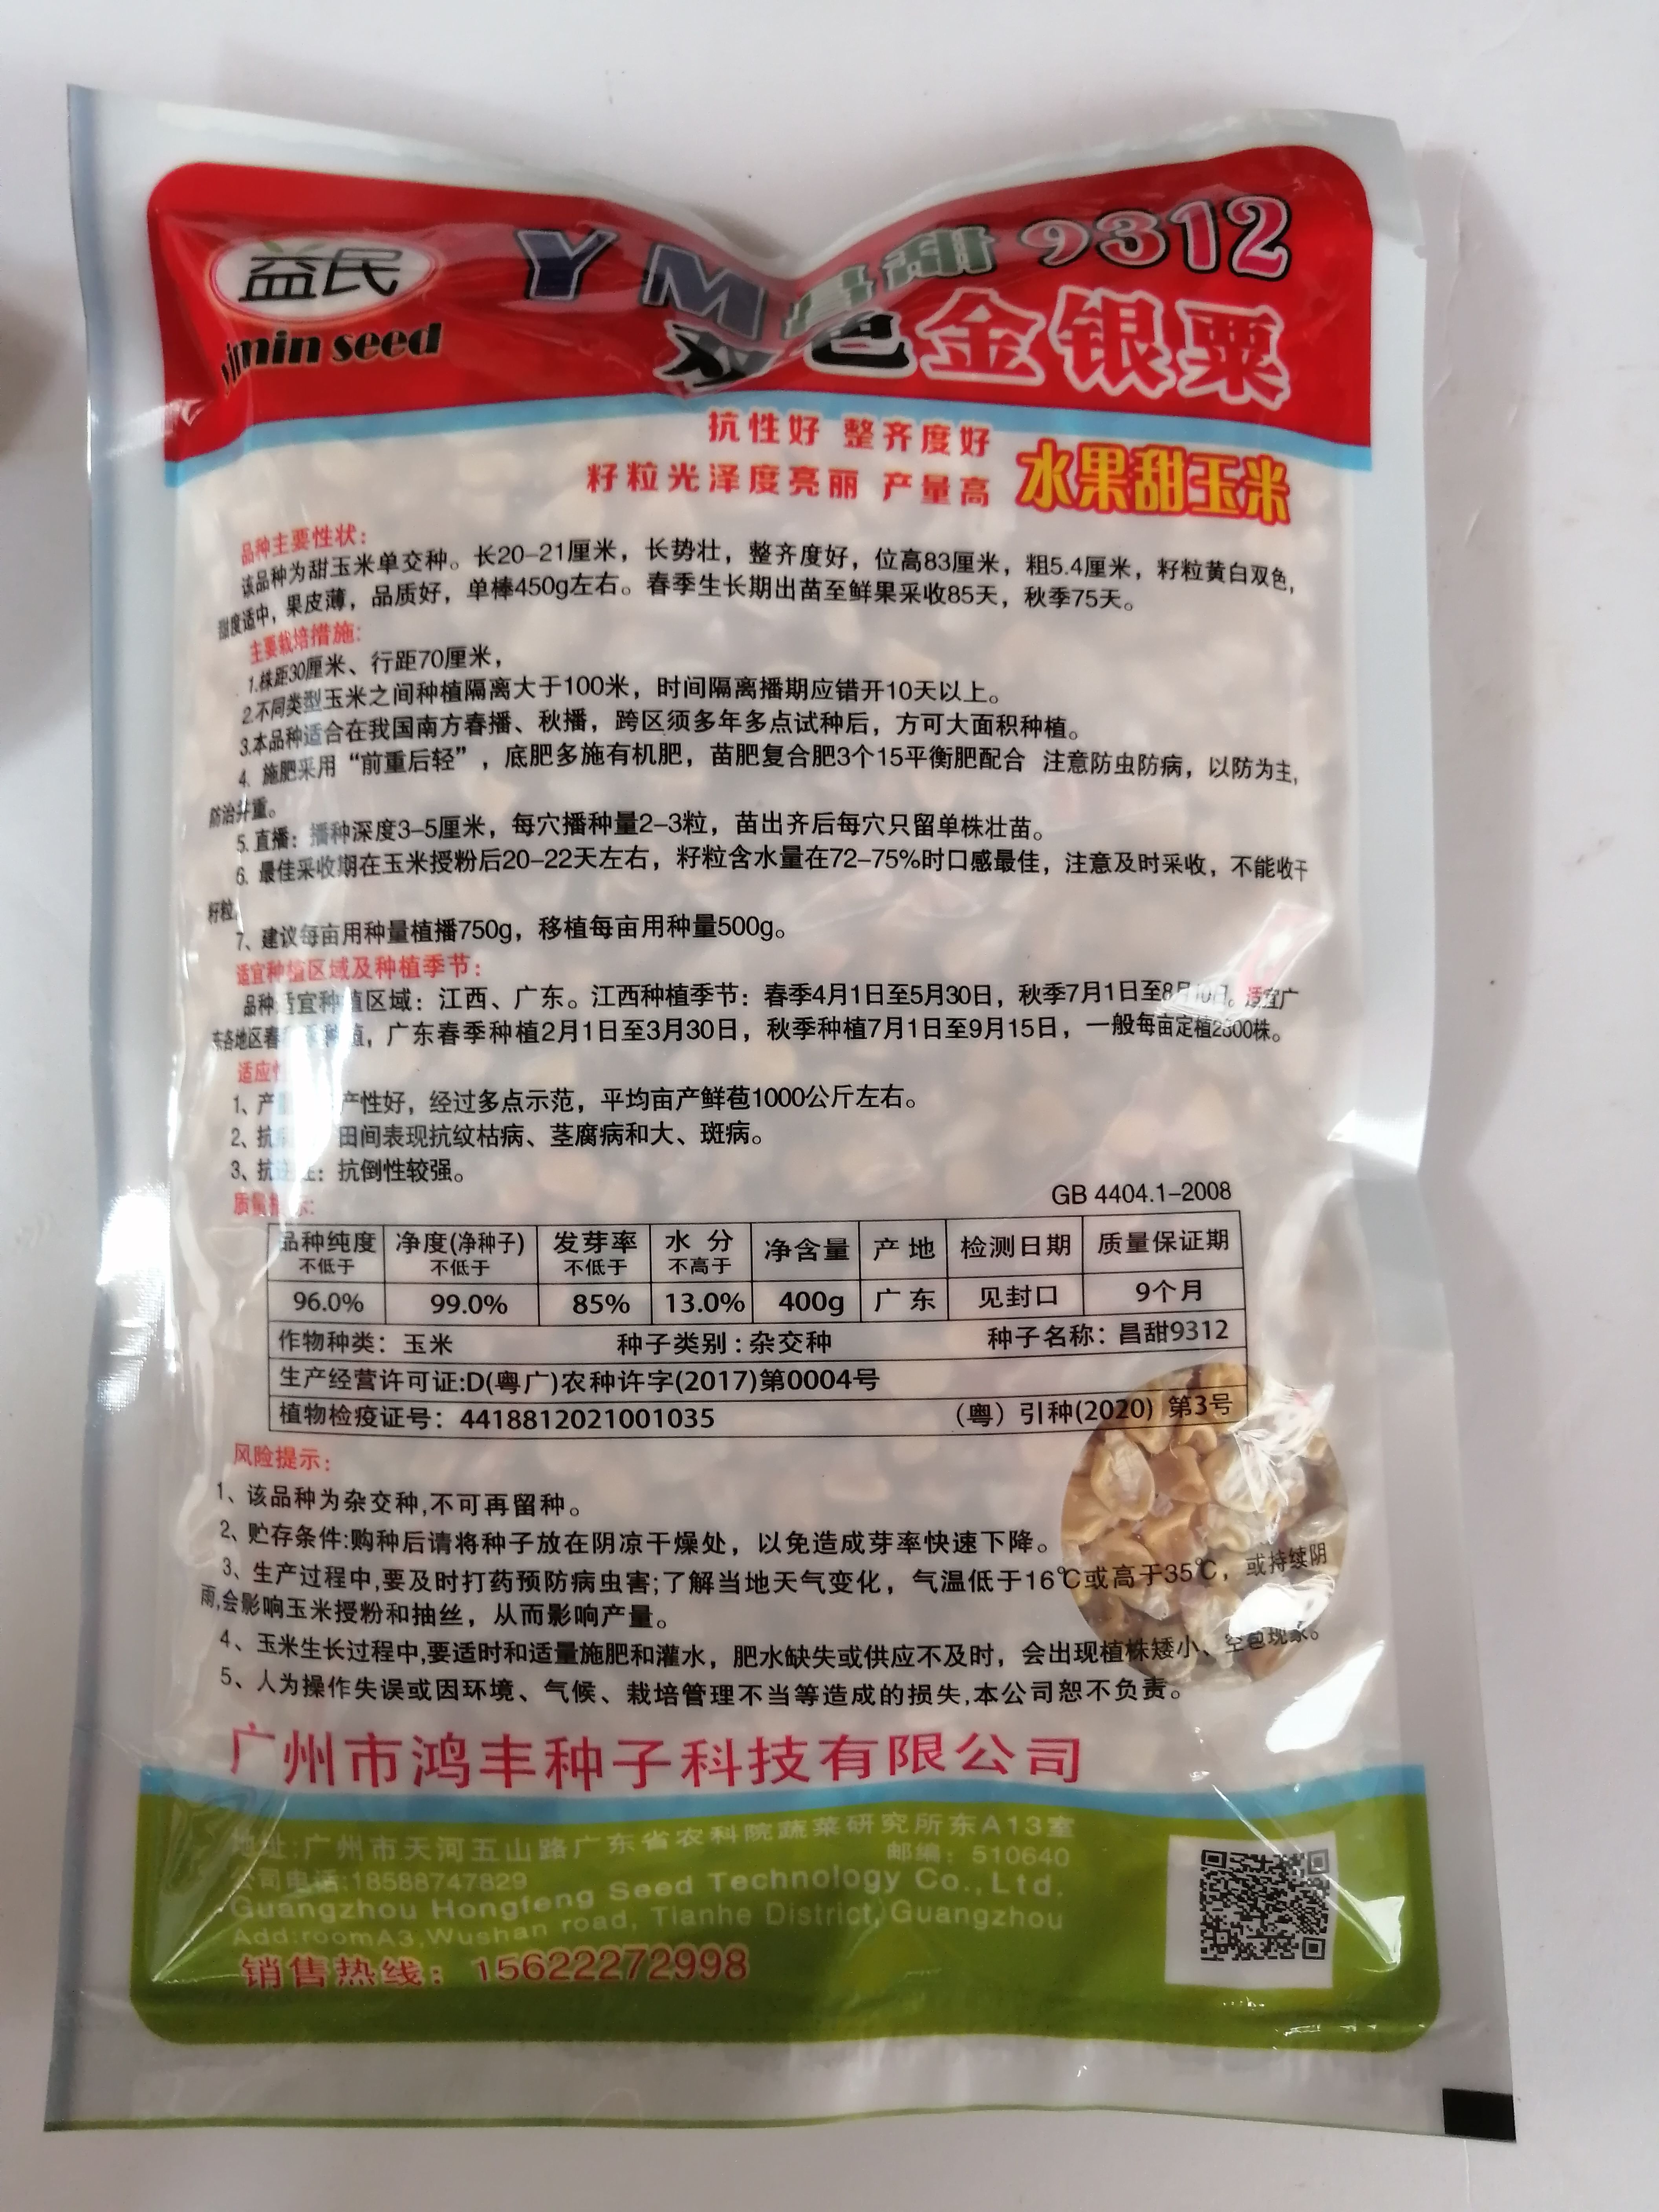 益民
min seed
YM昌甜9312
双色金银粟
抗性好 整齐度好
籽粒光泽度亮丽 产量高
水果甜玉米
品种主要性状：
该品种为甜玉米单交种。长20-21厘米，长势壮，整齐度好，位高83厘米，粗5.4厘米，籽粒黄白双色，
甜度适中，果皮薄，品质好，单棒450g左右。春季生长期出苗至鲜果采收85天，秋季75天。
主要栽培措施：
1.株距30厘米、行距70厘米，
2.不同类型玉米之间种植隔离大于100米，时间隔离播期应错开10天以上。
3.本品种适合在我国南方春播、秋播，跨区须多年多点试种后，方可大面积种植。
4. 施肥采用“前重后轻”，底肥多施有机肥，苗肥复合肥3个15平衡肥配合 注意防虫防病，以防为主，
防治并重。
5. 直播：播种深度3-5厘米，每穴播种量2-3粒，苗出齐后每穴只留单株壮苗。
6. 最佳采收期在玉米授粉后20-22天左右，籽粒含水量在72-75%时口感最佳，注意及时采收，不能收干
籽粒
7、建议每亩用种量植播750g，移植每亩用种量500g。
适宜种植区域及种植季节：
品种适宜种植区域：江西、广东。江西种植季节：春季4月1日至5月30日，秋季7月1日至8月10日。适宜广
东各地区春 植，广东春季种植2月1日至3月30日，秋季种植7月1日至9月15日，一般每亩定植2800株。
适应性
1、产 产性好，经过多点示范，平均亩产鲜苞1000公斤左右。
2、抗 田间表现抗纹枯病、茎腐病和大、斑病。
3、抗 ：抗倒性较强。
质量 ：
GB 4404.1-2008
品种纯度 不低于 净度(净种子) 不低于 发芽率 不低于 水 分 不高于 净含量 产 地 检测日期 质量保证期
96.0% 99.0% 85% 13.0% 400g 广 东 见封口 9个月
作物种类：玉米 种子类别：杂交种 种子名称：昌甜9312
生产经营许可证:D(粤广)农种许字(2017)第0004号
植物检疫证号：4418812021001035 （粤）引种(2020) 第3号
风险提示：
1、该品种为杂交种,不可再留种。
2、贮存条件:购种后请将种子放在阴凉干燥处，以免造成芽率快速下降。
3、生产过程中,要及时打药预防病虫害;了解当地天气变化，气温低于16℃或高于35℃，或持续阴
雨,会影响玉米授粉和抽丝，从而影响产量。
4、玉米生长过程中,要适时和适量施肥和灌水，肥水缺失或供应不及时，会出现植株矮小、空包现象。
5、人为操作失误或因环境、气候、栽培管理不当等造成的损失,本公司恕不负责。
广州市鸿丰种子科技有限公司
地址:广州市天河五山路广东省农科院蔬菜研究所东A13室
邮编：510640
公司电话:18588747829
Guangzhou Hongfeng Seed Technology Co.,Ltd.
Add:roomA3,Wushan road, Tianhe District,Guangzhou
销售热线：15622272998